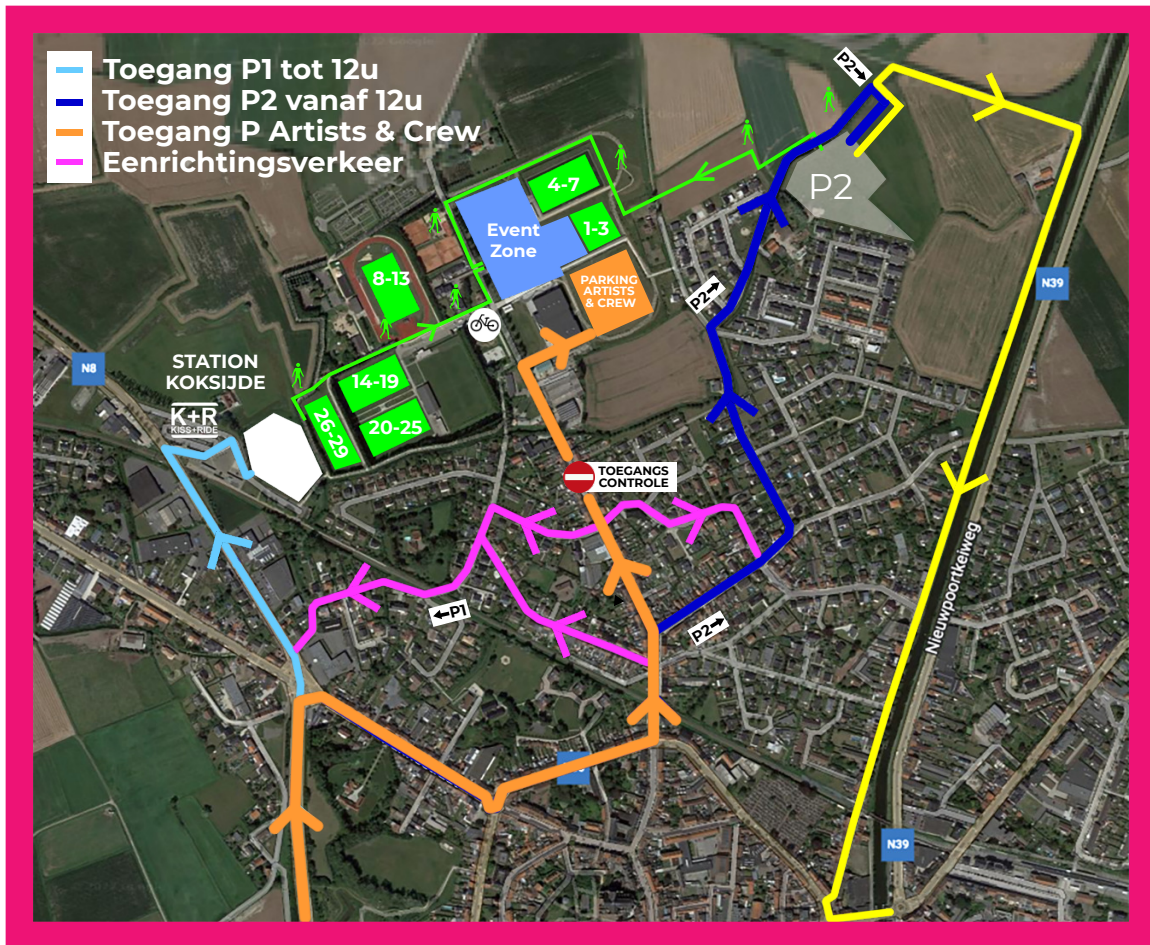 Toegang P1 tot 12u
Toegang P2 vanaf 12u
Toegang P Artists & Crew
Eenrichtingsverkeer
P2→
4-7
P2
Event
Zone
1-3
8-13
PARKING
ARTISTS
& CREW
N39
P2→
STATION
KOKSIJDE
N8
14-19
K+R
KISS+RIDE
26-29
20-25
TOEGANGS
CONTROLE
Nieuwpoortkeiweg
←P1
P2→
N39